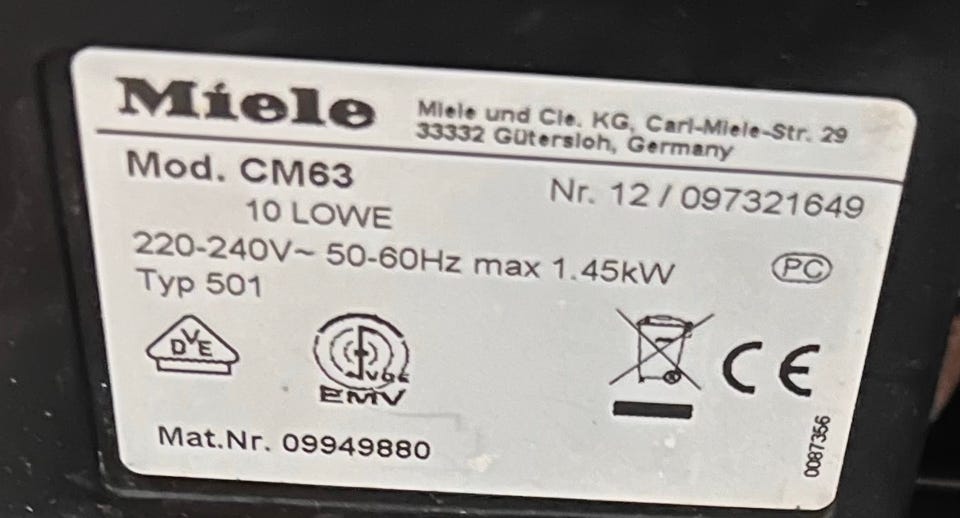 Miele
Miele und Cie. KG, Carl-Miele-Str. 29
33332 Gütersloh, Germany
Mod. CM63
Nr. 12 / 097321649
10 LOWE
220-240V~ 50-60Hz max 1.45kW
PC
Typ 501
DVE
VDE
EMV
CE
Mat.Nr. 09949880
0087356